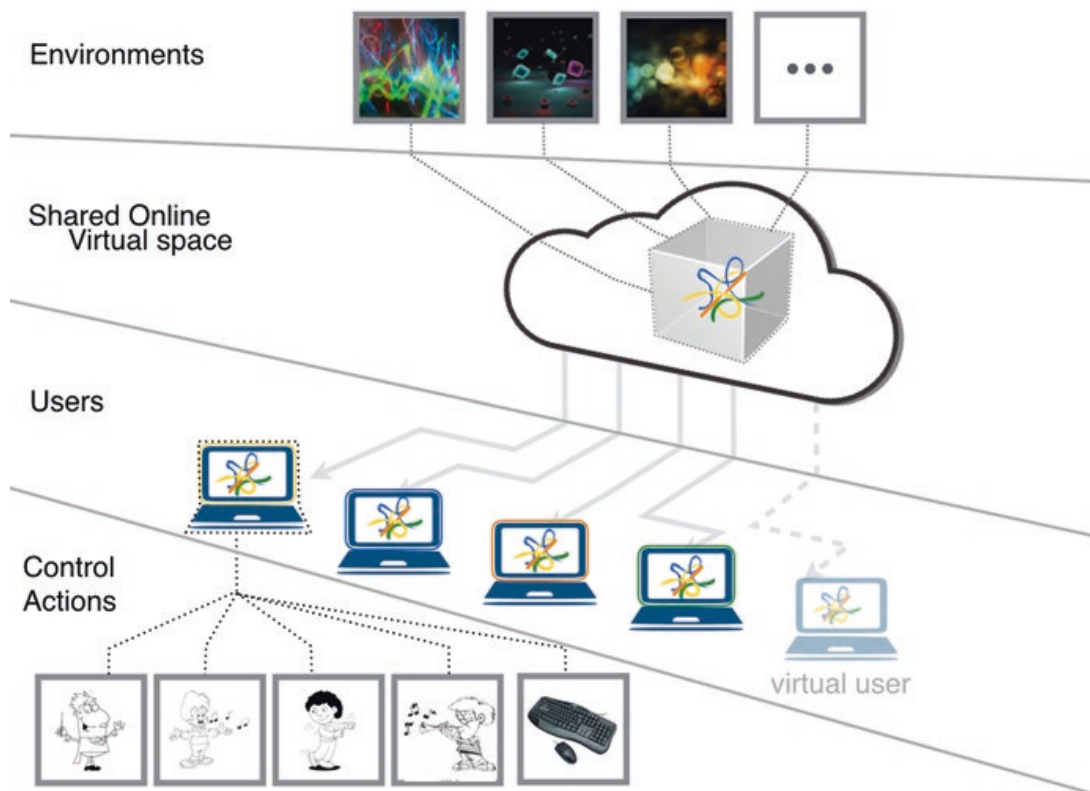 Environments
Shared Online
Virtual space
Users
Control
Actions
virtual user